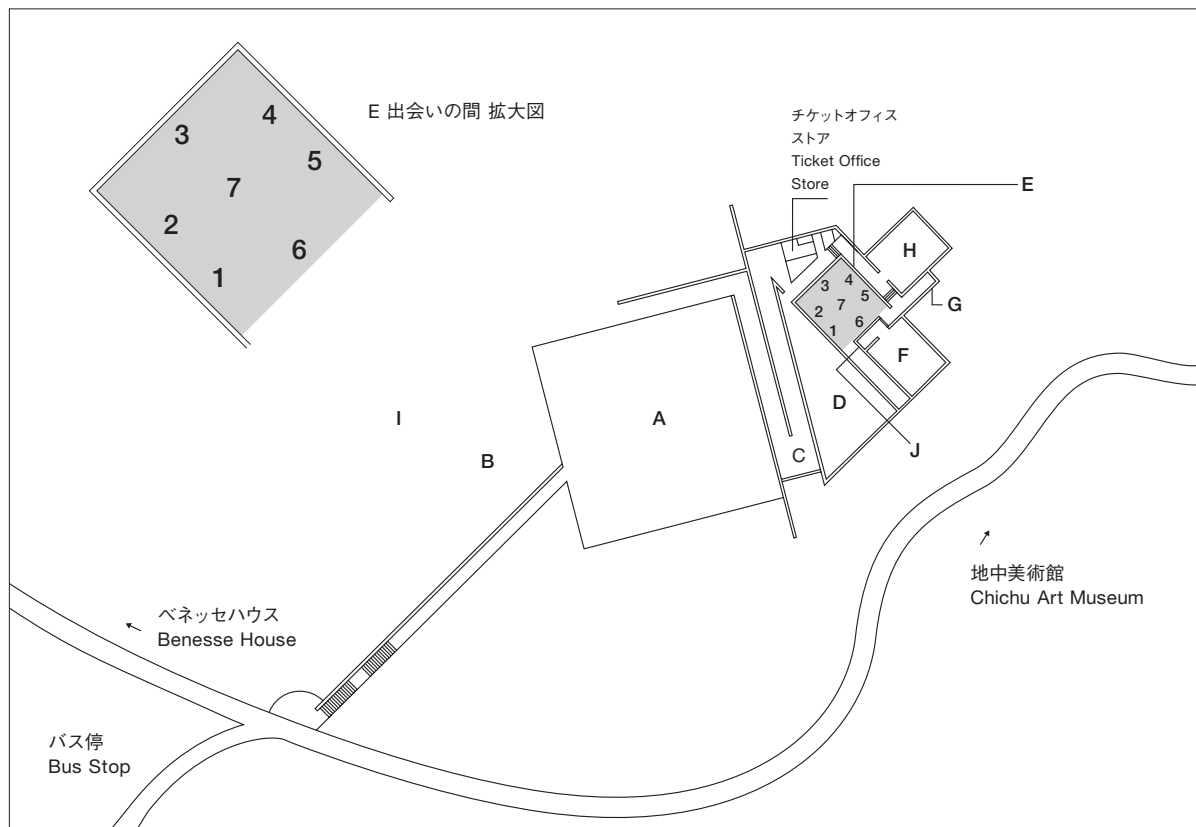 E 出会いの間 拡大図
3
4
5
7
2
6
1
チケットオフィス
ストア
Ticket Office
Store
E
H
G
4
3
5
7
2
6
1
F
D
J
A
C
I
B
地中美術館
Chichu Art Museum
ベネッセハウス
Benesse House
バス停
Bus Stop